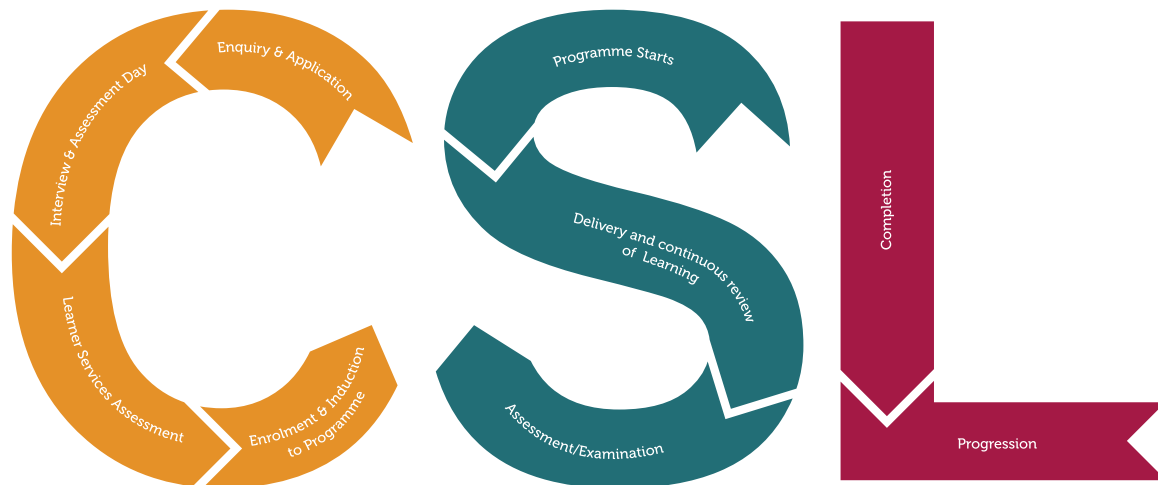 Enquiry & Application
Interview & Assessment Day
Learner Services Assessment
Enrolment & Induction
to Programme
Programme Starts
Delivery and continuous review
of Learning
Assessment/Examination
Completion
Progression